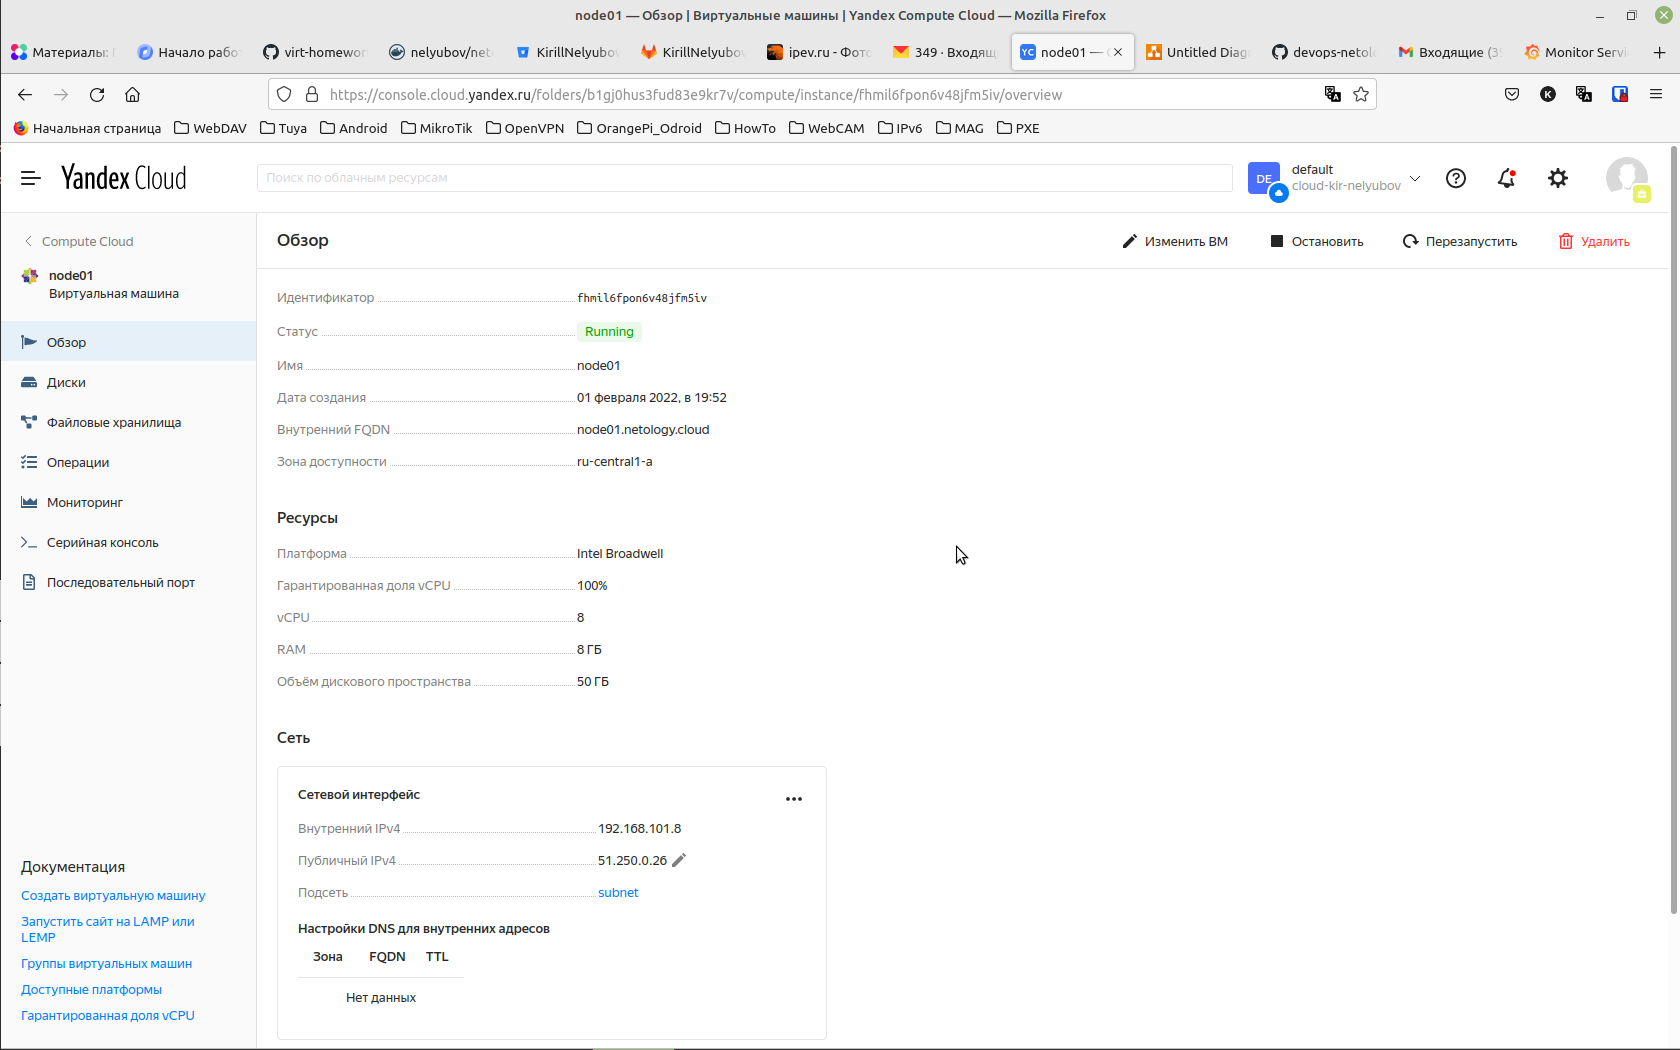 node01 — Обзор | Виртуальные машины | Yandex Compute Cloud — Mozilla Firefox
Материалы:
Начало рабо
virt-homewor
nelyubov/net
KirillNelyubo
KirillNelyubov
ipev.ru - Фото
349 · Входящ
YC node01 —
Untitled Diag
devops-netol
Входящие (3
Monitor Servi
https://console.cloud.yandex.ru/folders/b1gj0hus3fud83e9kr7v/compute/instance/fhmil6fpon6v48jfm5iv/overview
Начальная страница WebDAV Tuya Android MikroTik OpenVPN OrangePi_Odroid HowTo WebCAM IPv6 MAG PXE
Yandex Cloud
Поиск по облачным ресурсам
DE
default
cloud-kir-nelyubov
Compute Cloud
node01
Виртуальная машина
Обзор
Диски
Файловые хранилища
Операции
Мониторинг
Серийная консоль
Последовательный порт
Документация
Создать виртуальную машину
Запустить сайт на LAMP или
LEMP
Группы виртуальных машин
Доступные платформы
Гарантированная доля vCPU
Обзор
Изменить ВМ
Остановить
Перезапустить
Удалить
Идентификатор fhmil6fpon6v48jfm5iv
Статус Running
Имя node01
Дата создания 01 февраля 2022, в 19:52
Внутренний FQDN node01.netology.cloud
Зона доступности ru-central1-a
Ресурсы
Платформа Intel Broadwell
Гарантированная доля vCPU 100%
vCPU 8
RAM 8 ГБ
Объём дискового пространства 50 ГБ
Сеть
Сетевой интерфейс
Внутренний IPv4 192.168.101.8
Публичный IPv4 51.250.0.26
Подсеть subnet
Настройки DNS для внутренних адресов
Зона FQDN TTL
Нет данных